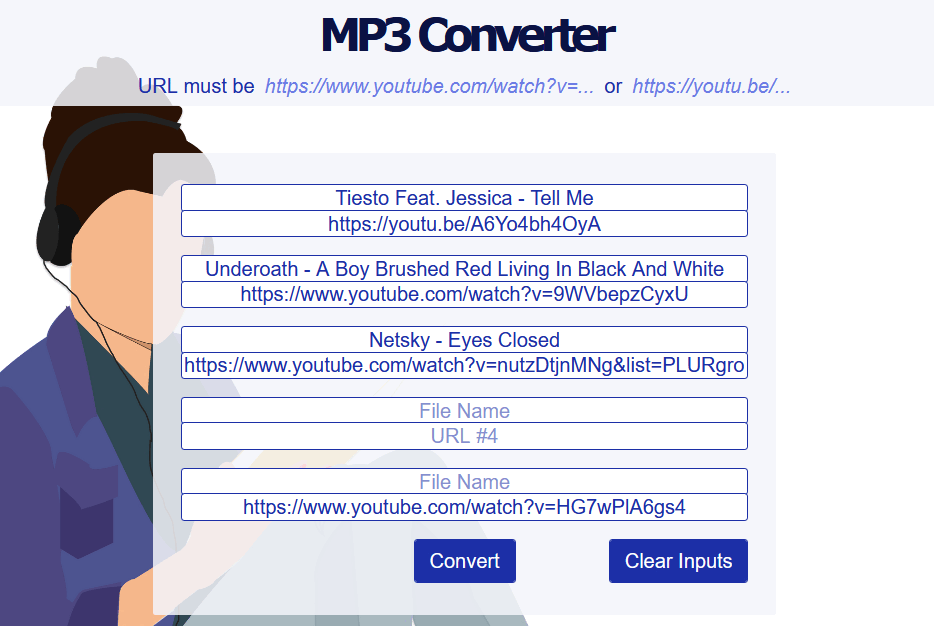 MP3 Converter
URL must be https://www.youtube.com/watch?v=... or https://youtu.be/...
Tiesto Feat. Jessica - Tell Me
https://youtu.be/A6Yo4bh4OyA
Underoath - A Boy Brushed Red Living In Black And White
https://www.youtube.com/watch?v=9WVbepzCyxU
Netsky - Eyes Closed
https://www.youtube.com/watch?v=nutzDtjnMNg&list=PLURgro
File Name
URL #4
File Name
https://www.youtube.com/watch?v=HG7wPlA6gs4
Convert Clear Inputs